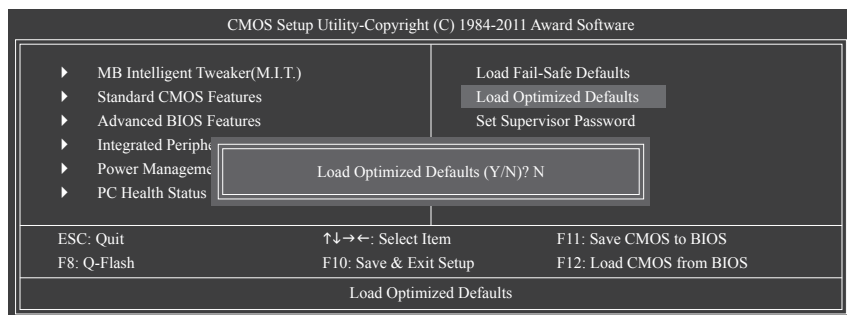 CMOS Setup Utility-Copyright (C) 1984-2011 Award Software
MB Intelligent Tweaker(M.I.T.)
Standard CMOS Features
Advanced BIOS Features
Integrated Periphe
Power Manageme
PC Health Status
Load Fail-Safe Defaults
Load Optimized Defaults
Set Supervisor Password
Load Optimized Defaults (Y/N)? N
ESC: Quit ↑↓→←: Select Item F11: Save CMOS to BIOS
F8: Q-Flash F10: Save & Exit Setup F12: Load CMOS from BIOS
Load Optimized Defaults